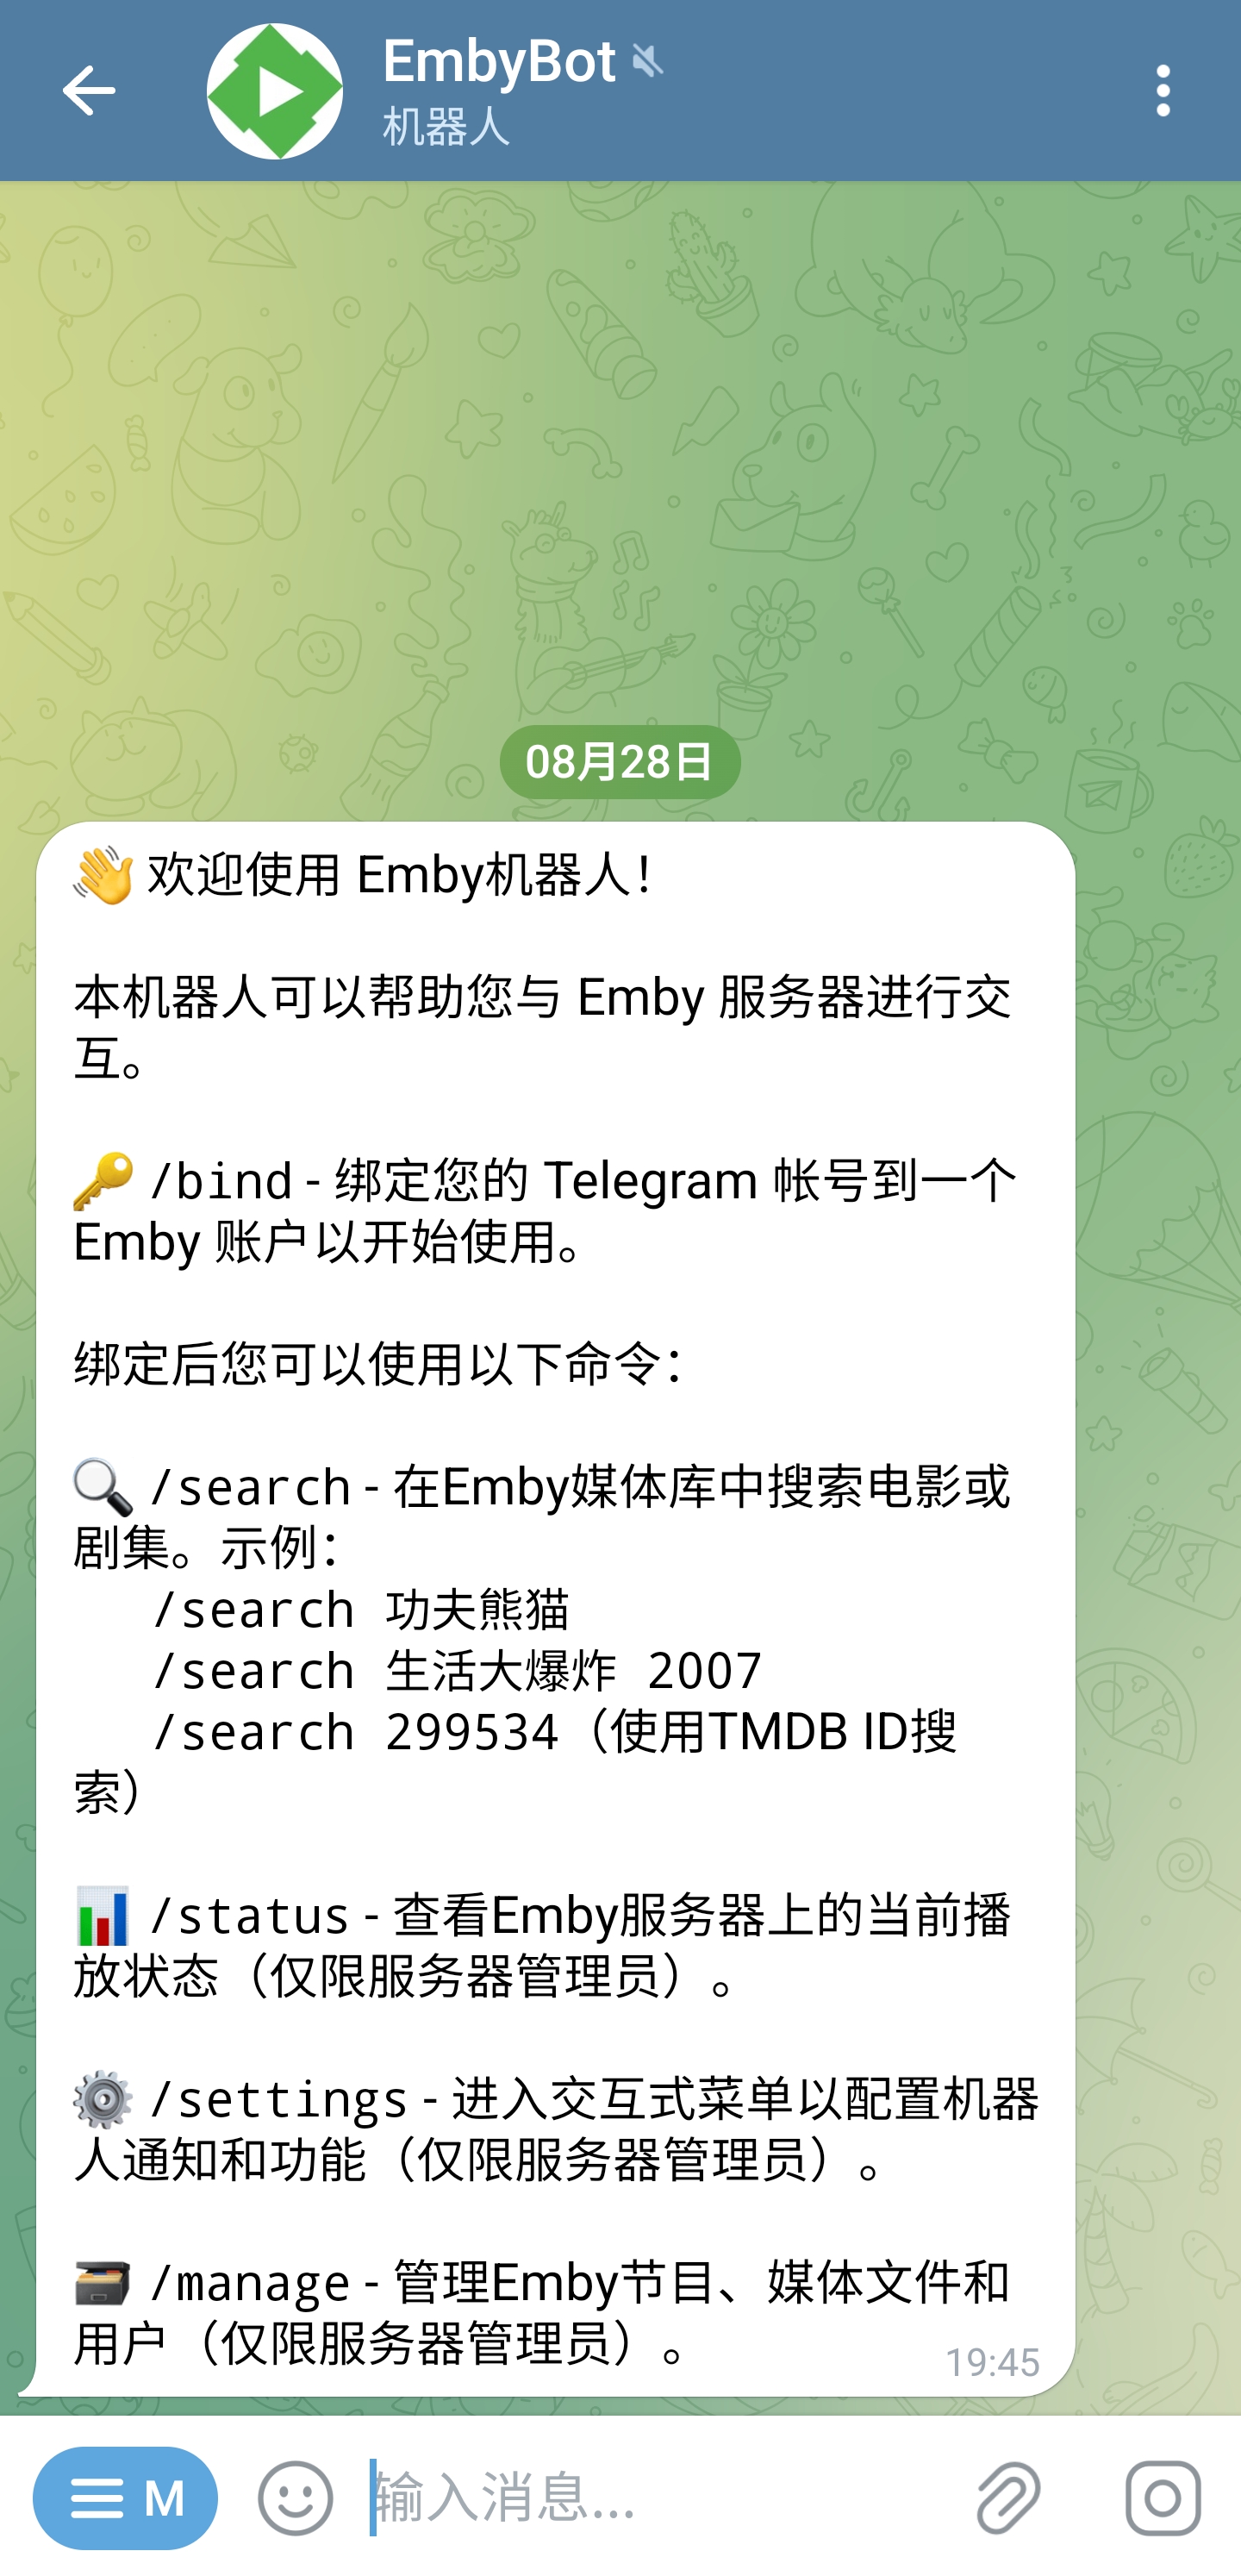 EmbyBot
机器人
08月28日
👋 欢迎使用 Emby机器人！
本机器人可以帮助您与 Emby 服务器进行交
互。
🔑 /bind - 绑定您的 Telegram 帐号到一个
Emby 账户以开始使用。
绑定后您可以使用以下命令：
🔍 /search - 在Emby媒体库中搜索电影或
剧集。示例：
/search 功夫熊猫
/search 生活大爆炸 2007
/search 299534（使用TMDB ID搜
索）
📊 /status - 查看Emby服务器上的当前播
放状态（仅限服务器管理员）。
⚙️ /settings - 进入交互式菜单以配置机器
人通知和功能（仅限服务器管理员）。
🗃️ /manage - 管理Emby节目、媒体文件和
用户（仅限服务器管理员）。
19:45
M
输入消息...